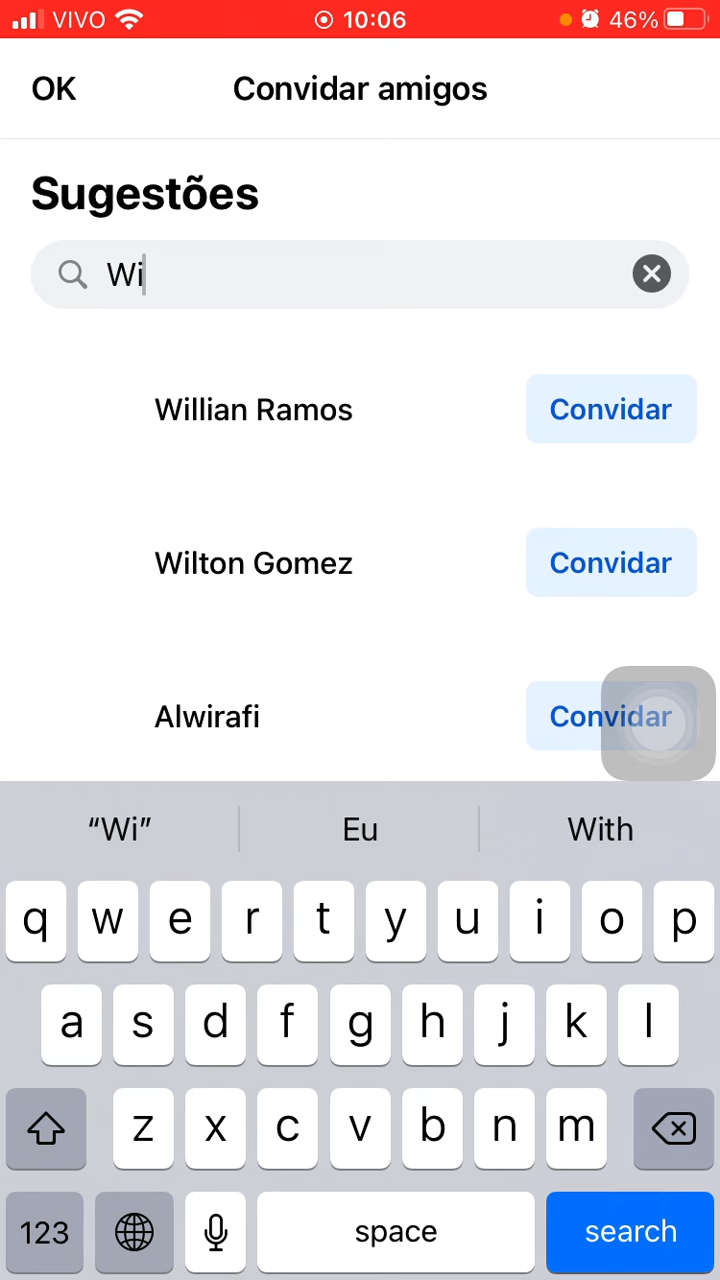 VIVO 10:06 46%
OK Convidar amigos
Sugestões
Wi
Willian Ramos Convidar
Wilton Gomez Convidar
Alwirafi Convidar
“Wi” Eu With
q w e r t y u i o p
a s d f g h j k l
z x c v b n m
123 space search